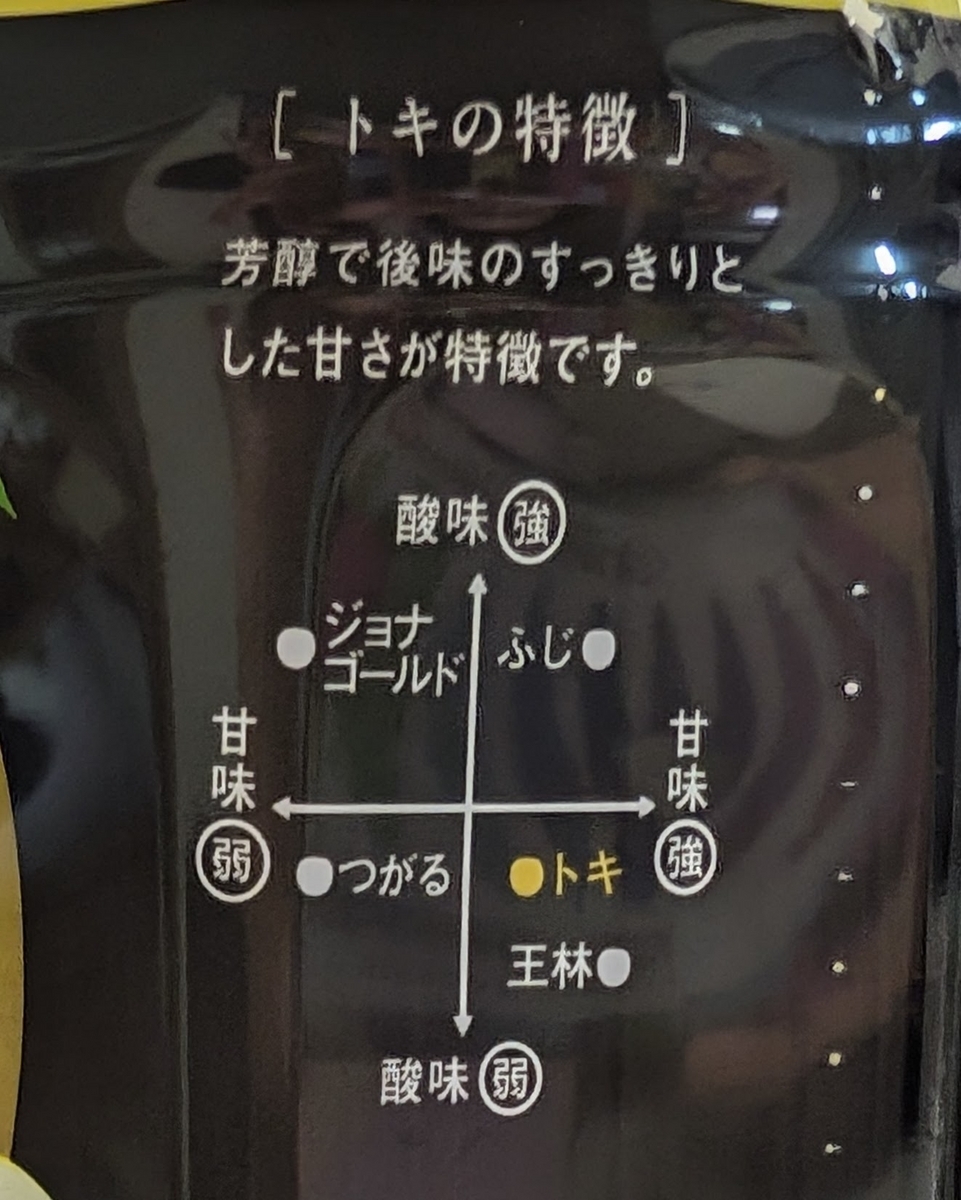 [ トキの特徴 ]
芳醇で後味のすっきりと
した甘さが特徴です。
酸味 強
ジョナ
ゴールド
ふじ
甘味 弱
甘味 強
つがる
トキ
王林
酸味 弱